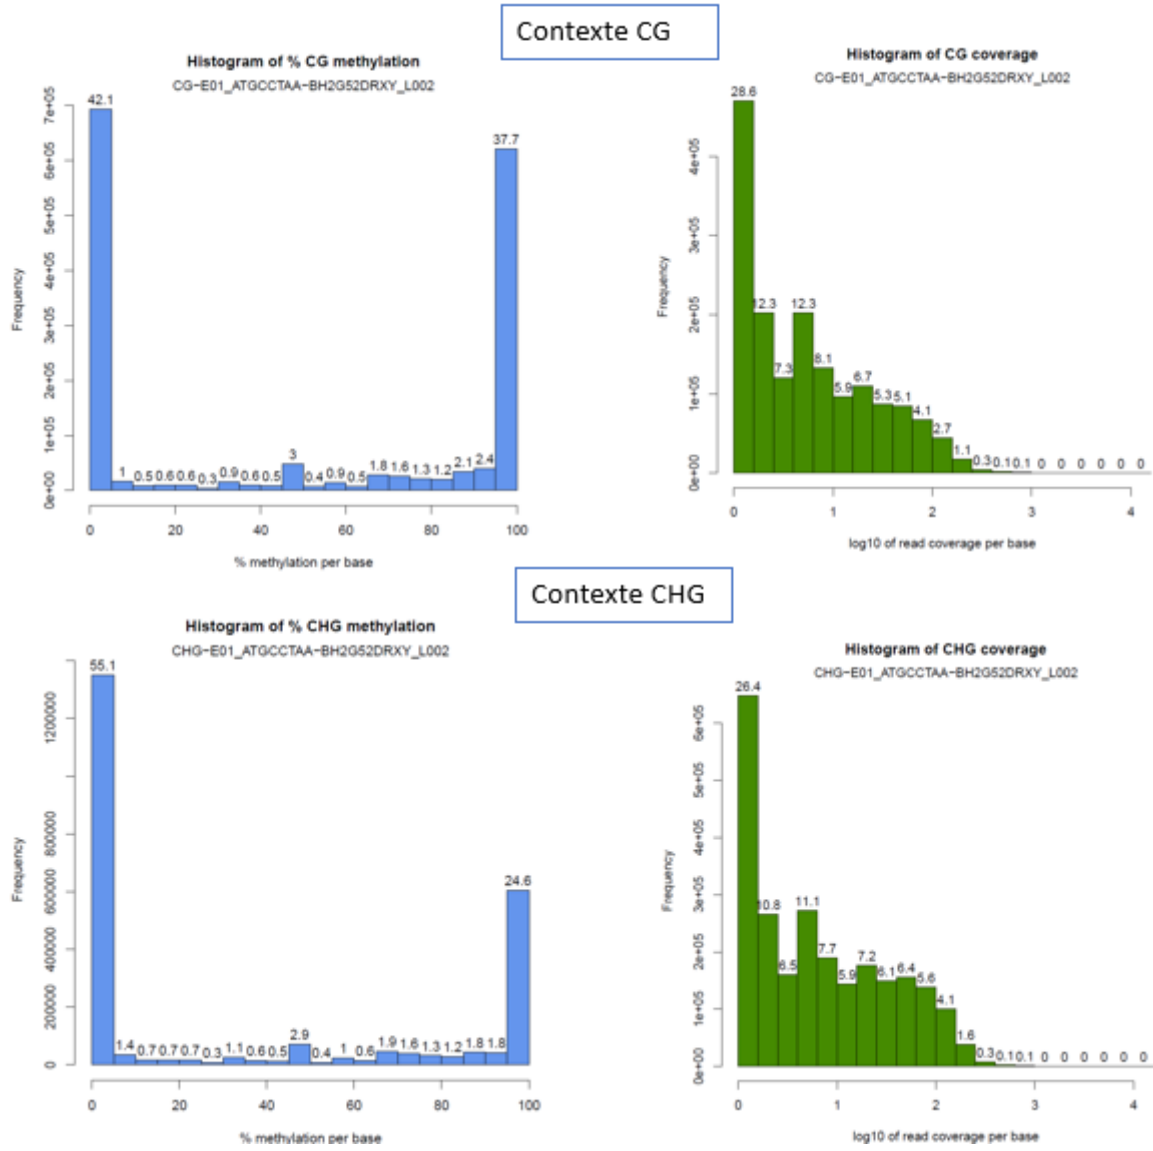 Contexte CG
Histogram of % CG methylation
CG-E01_ATGCCTAA-BH2G52DRXY_L002
42.1
1
0.5
0.6
0.6
0.3
0.9
0.6
0.5
3
0.4
0.9
0.5
1.8
1.6
1.3
1.2
2.1
2.4
37.7
Frequency
0e+00
1e+05
2e+05
3e+05
4e+05
5e+05
6e+05
7e+05
0 20 40 60 80 100
% methylation per base
Histogram of CG coverage
CG-E01_ATGCCTAA-BH2G52DRXY_L002
28.6
12.3
7.3
12.3
8.1
5.9
6.7
5.3
5.1
4.1
2.7
1.1
0.3
0.1
0.1
0 0 0 0 0 0
Frequency
0e+00
1e+05
2e+05
3e+05
4e+05
0 1 2 3 4
log10 of read coverage per base
Contexte CHG
Histogram of % CHG methylation
CHG-E01_ATGCCTAA-BH2G52DRXY_L002
55.1
1.4
0.7
0.7
0.7
0.3
1.1
0.6
0.5
2.9
0.4
1
0.6
1.9
1.6
1.3
1.2
1.8
1.8
24.6
Frequency
0
200000
400000
600000
800000
1200000
0 20 40 60 80 100
% methylation per base
Histogram of CHG coverage
CHG-E01_ATGCCTAA-BH2G52DRXY_L002
26.4
10.8
6.5
11.1
7.7
5.9
7.2
6.1
6.4
5.6
4.1
1.6
0.3
0.1
0.1
0 0 0 0 0 0
Frequency
0e+00
1e+05
2e+05
3e+05
4e+05
5e+05
6e+05
0 1 2 3 4
log10 of read coverage per base